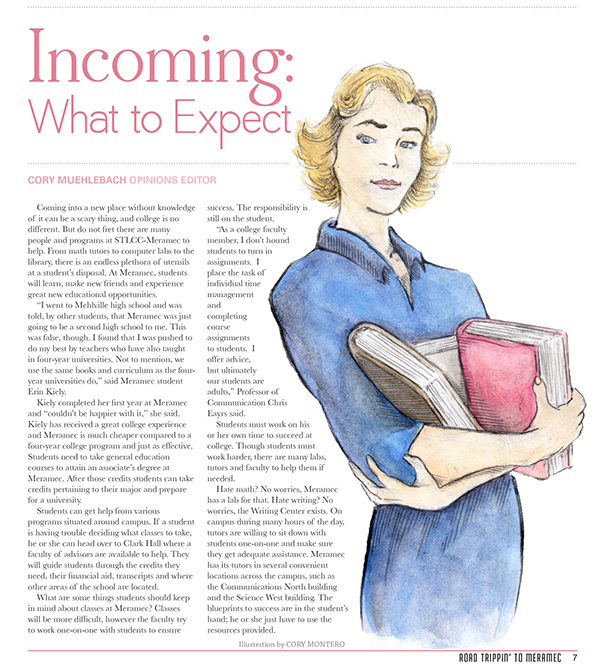 Incoming:
What to Expect
CORY MUEHLEBACH OPINIONS EDITOR
Coming into a new place without knowledge
of it can be a scary thing, and college is no
different. But do not fret there are many
people and programs at STLCC-Meramec to
help. From math tutors to computer labs to the
library, there is an endless plethora of utensils
at a student's disposal. At Meramec, students
will learn, make new friends and experience
great new educational opportunities.
"I went to Mehlville high school and was
told, by other students, that Meramec was just
going to be a second high school to me. This
was false, though. I found that I was pushed to
do my best by teachers who have also taught
in four-year universities. Not to mention, we
use the same books and curriculum as the four-
year universities do," said Meramec student
Erin Kiely.
Kiely completed her first year at Meramec
and "couldn't be happier with it," she said.
Kiely has received a great college experience
and Meramec is much cheaper compared to a
four-year college program and just as effective.
Students need to take general education
courses to attain an associate's degree at
Meramec. After those credits students can take
credits pertaining to their major and prepare
for a university.
Students can get help from various
programs situated around campus. If a student
is having trouble deciding what classes to take,
he or she can head over to Clark Hall where a
faculty of advisors are available to help. They
will guide students through the credits they
need, their financial aid, transcripts and where
other areas of the school are located.
What are some things students should keep
in mind about classes at Meramec? Classes
will be more difficult, however the faculty try
to work one-on-one with students to ensure
success. The responsibility is
still on the student.
"As a college faculty
member, I don't hound
students to turn in
assignments. I
place the task of
individual time
management
and
completing
course
assignments
to students. I
offer advice,
but ultimately
our students are
adults," Professor of
Communication Chris
Eayrs said.
Students must work on his
or her own time to succeed at
college. Though students must
work harder, there are many labs,
tutors and faculty to help them if
needed.
Hate math? No worries, Meramec
has a lab for that. Hate writing? No
worries, the Writing Center exists. On
campus during many hours of the day,
tutors are willing to sit down with
students one-on-one and make sure
they get adequate assistance. Meramec
has its tutors in several convenient
locations across the campus, such as
the Communications North building
and the Science West building. The
blueprints to success are in the student's
hand; he or she just have to use the
resources provided.
Illustration by CORY MONTERO
ROAD TRIPPIN' TO MERAMEC 7